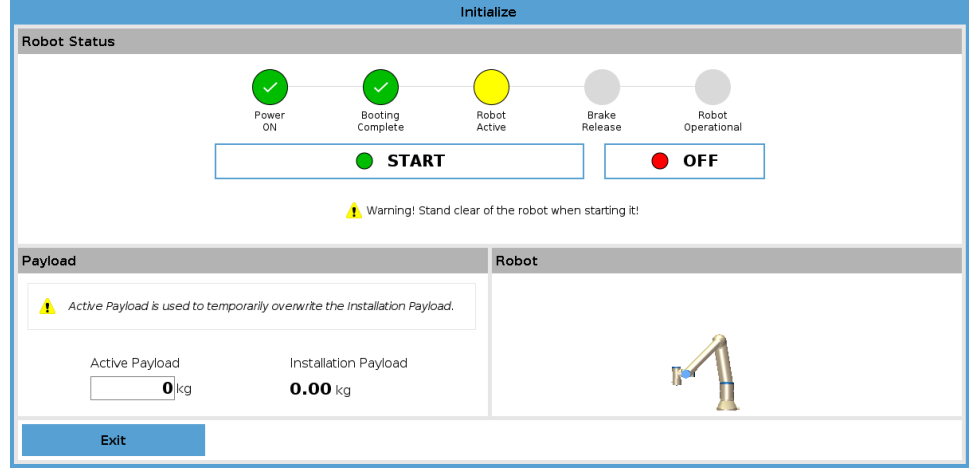 Initialize
Robot Status
Power
ON
Booting
Complete
Robot
Active
Brake
Release
Robot
Operational
START
OFF
Warning! Stand clear of the robot when starting it!
Payload
Robot
Active Payload is used to temporarily overwrite the Installation Payload.
Active Payload
Installation Payload
0 kg
0.00 kg
Exit